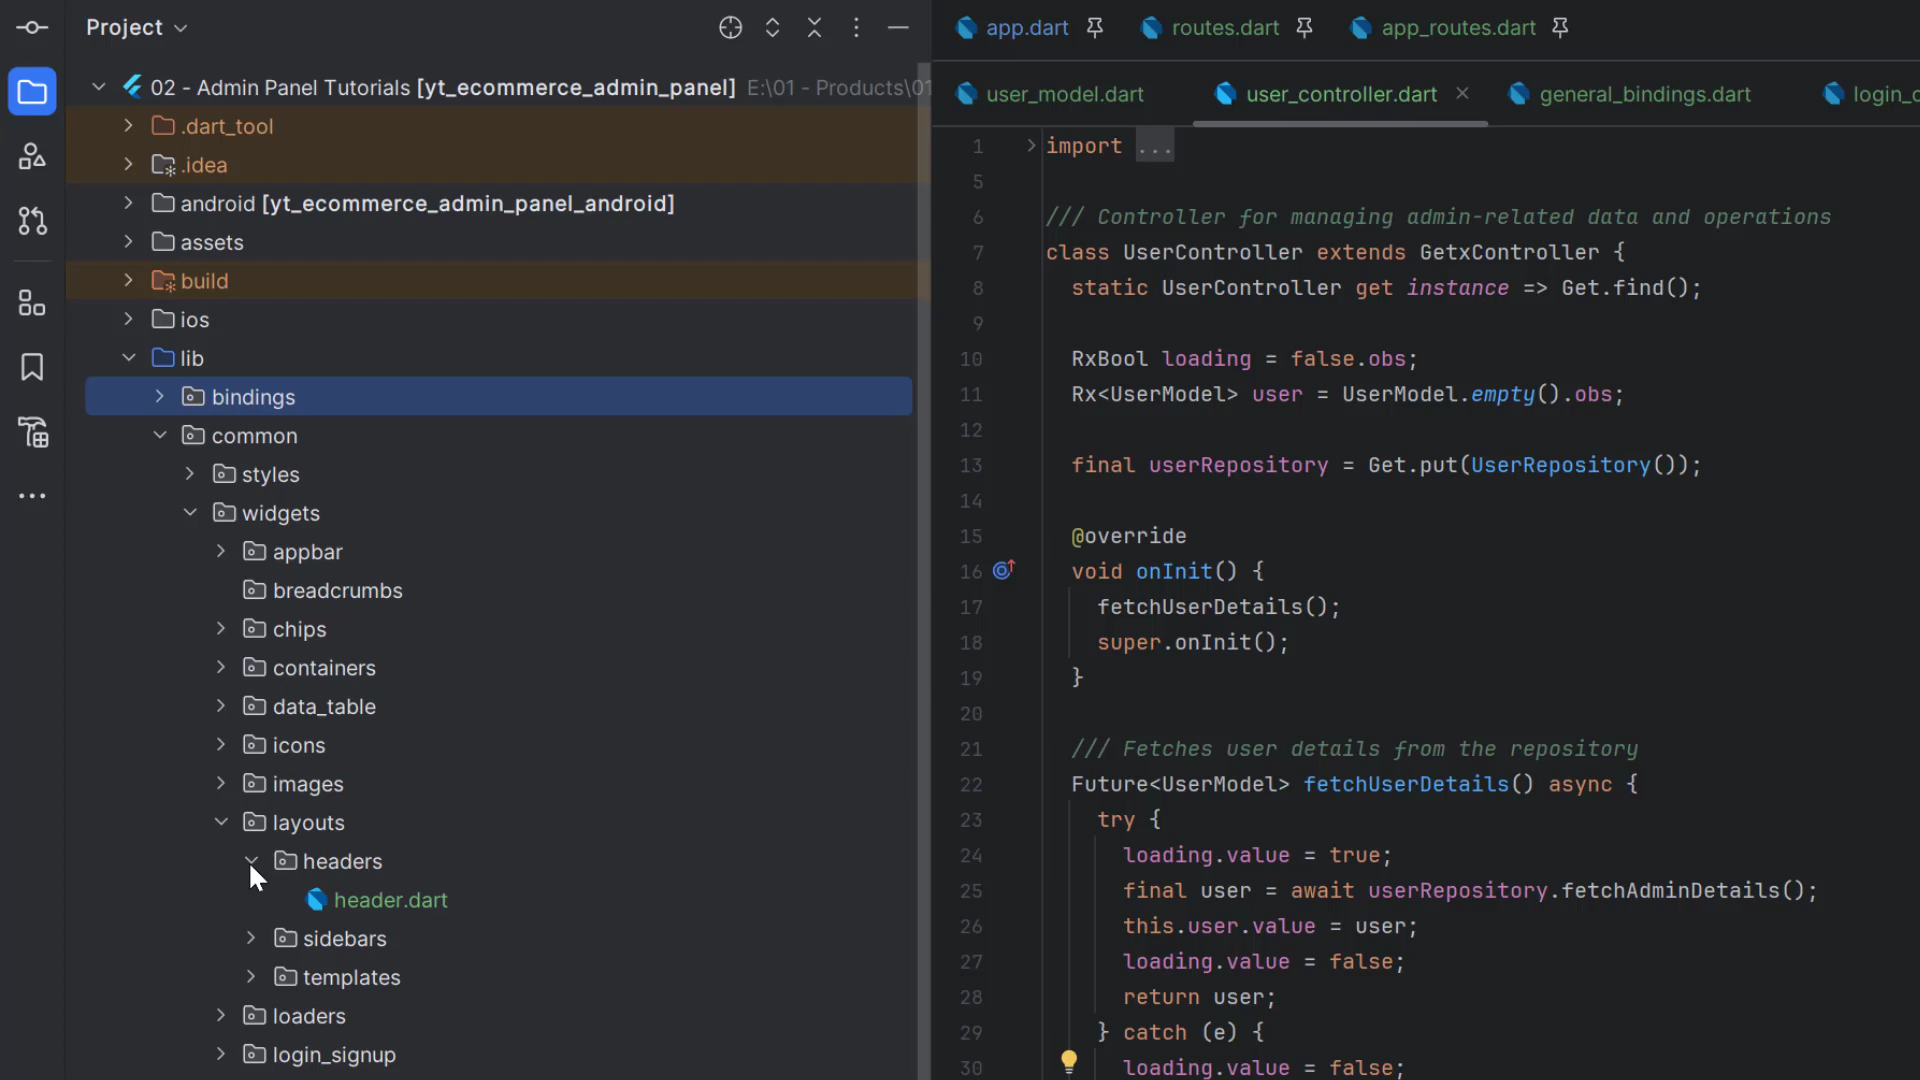 Project
02 - Admin Panel Tutorials [yt_ecommerce_admin_panel] E:\01 - Products\01
.dart_tool
.idea
android [yt_ecommerce_admin_panel_android]
assets
build
ios
lib
bindings
common
styles
widgets
appbar
breadcrumbs
chips
containers
data_table
icons
images
layouts
headers
header.dart
sidebars
templates
loaders
login_signup
app.dart routes.dart app_routes.dart
user_model.dart user_controller.dart general_bindings.dart login_c
1 import ...
5
6 /// Controller for managing admin-related data and operations
7 class UserController extends GetxController {
8 static UserController get instance => Get.find();
9
10 RxBool loading = false.obs;
11 Rx<UserModel> user = UserModel.empty().obs;
12
13 final userRepository = Get.put(UserRepository());
14
15 @override
16 void onInit() {
17 fetchUserDetails();
18 super.onInit();
19 }
20
21 /// Fetches user details from the repository
22 Future<UserModel> fetchUserDetails() async {
23 try {
24 loading.value = true;
25 final user = await userRepository.fetchAdminDetails();
26 this.user.value = user;
27 loading.value = false;
28 return user;
29 } catch (e) {
30 loading.value = false;